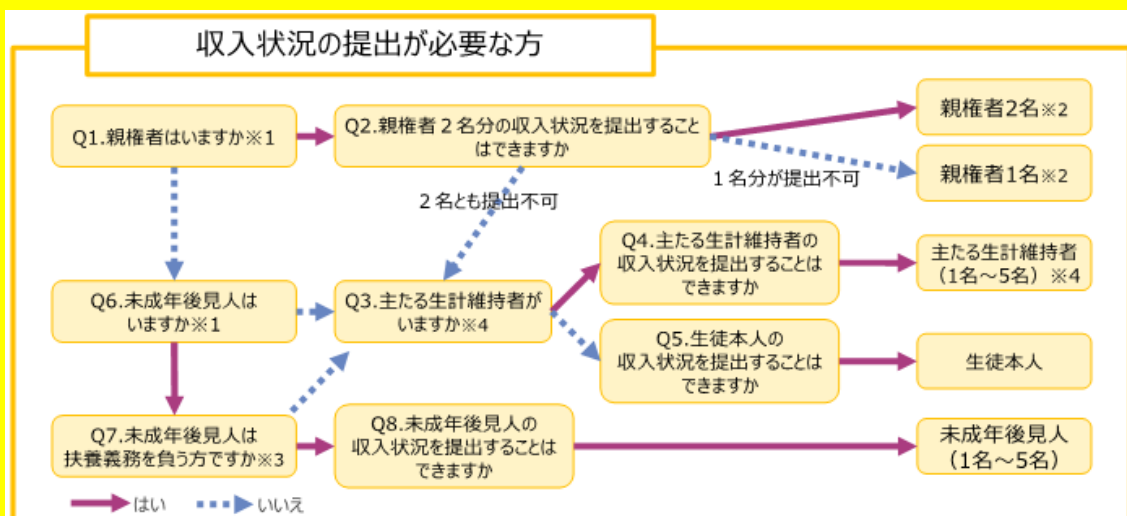 収入状況の提出が必要な方
Q1.親権者はいますか※1
Q2.親権者２名分の収入状況を提出すること
はできますか
親権者2名※2
親権者1名※2
１名分が提出不可
２名とも提出不可
Q4.主たる生計維持者の
収入状況を提出することは
できますか
主たる生計維持者
（1名～5名）※4
Q6.未成年後見人は
いますか※1
Q3.主たる生計維持者が
いますか※4
Q5.生徒本人の
収入状況を提出することは
できますか
生徒本人
Q7.未成年後見人は
扶養義務を負う方ですか※3
Q8.未成年後見人の
収入状況を提出することは
できますか
未成年後見人
（1名～5名）
はい
いいえ